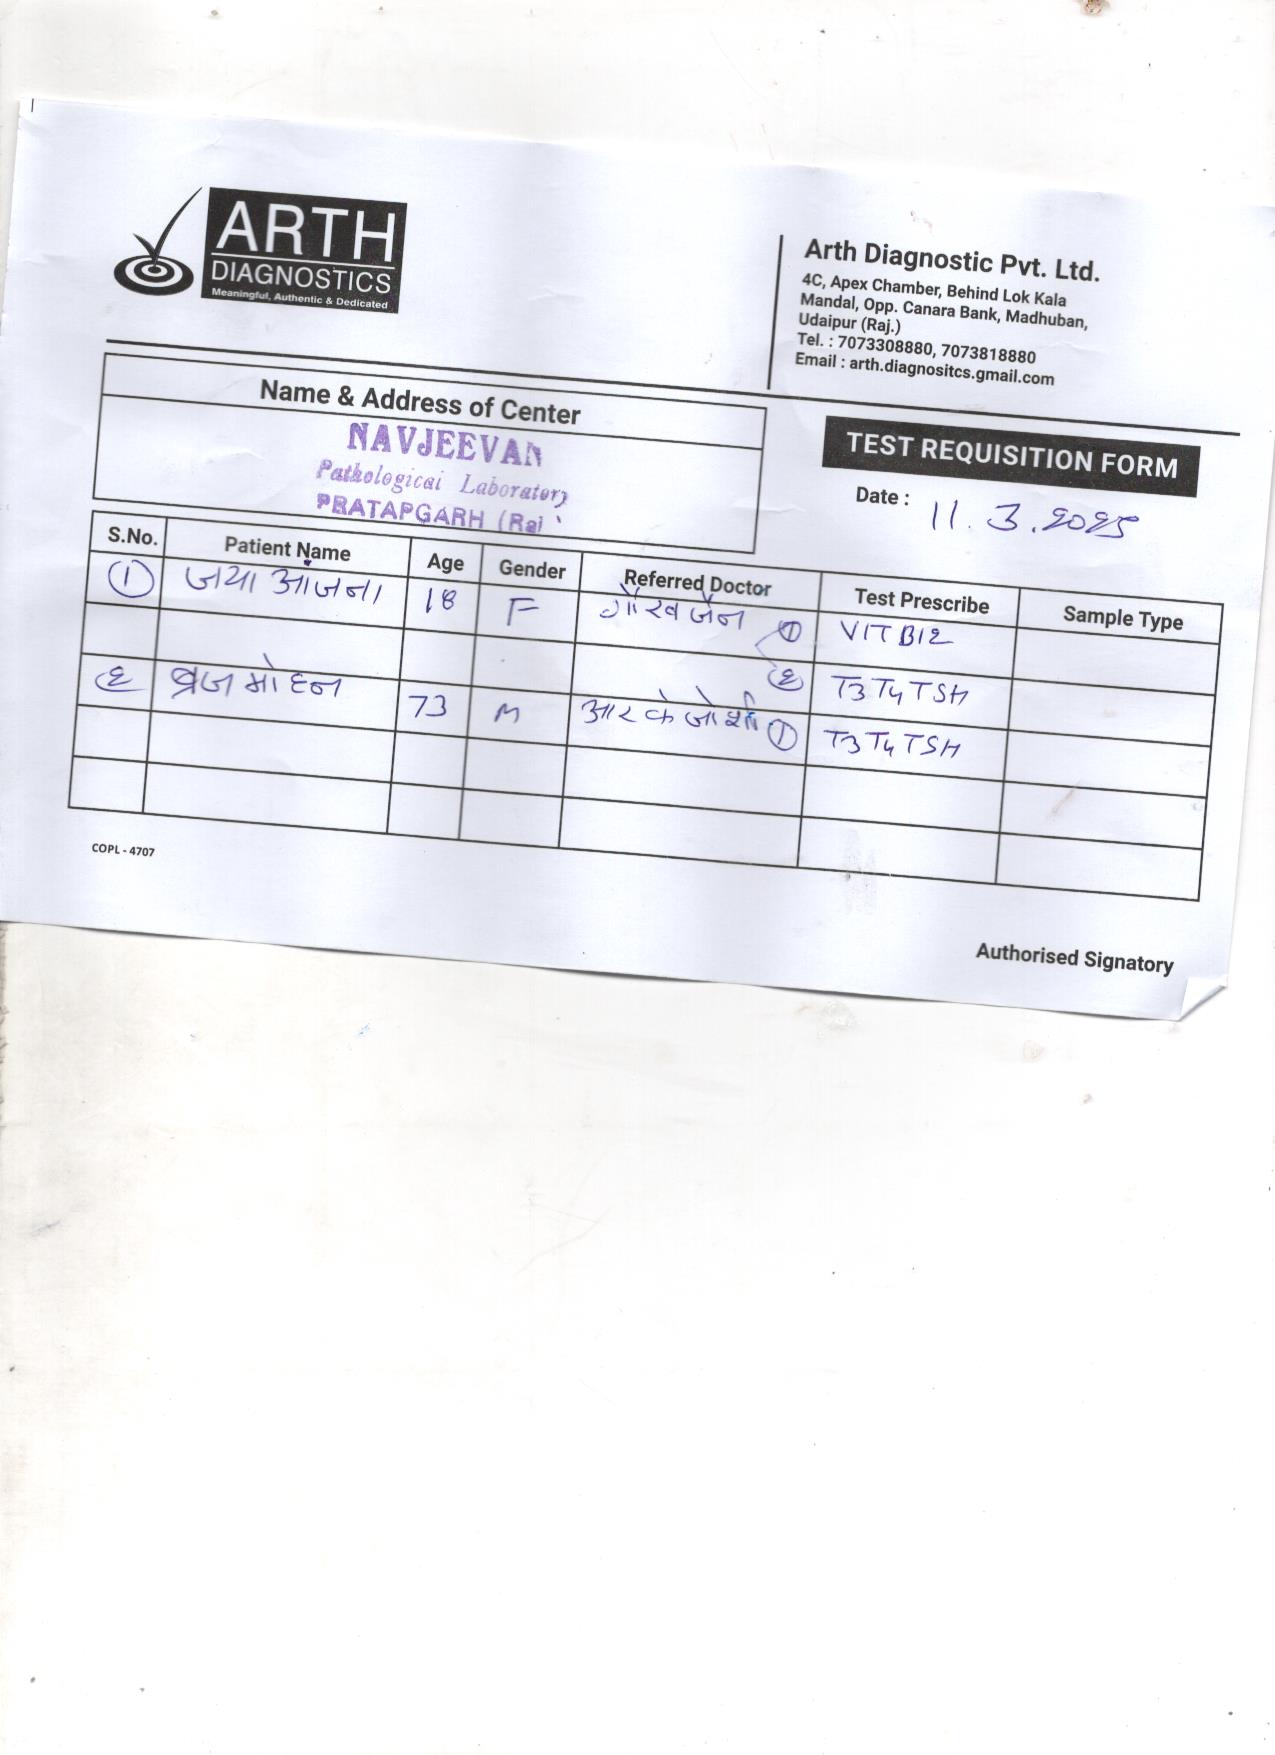 ARTH
DIAGNOSTICS
Meaningful, Authentic & Dedicated
Arth Diagnostic Pvt. Ltd.
4C, Apex Chamber, Behind Lok Kala
Mandal, Opp. Canara Bank, Madhuban,
Udaipur (Raj.)
Tel. : 7073308880, 7073818880
Email : arth.diagnositcs.gmail.com
Name & Address of Center
NAVJEEVAN
Pathological Laboratory
PRATAPGARH (Raj
TEST REQUISITION FORM
Date : 11.3.2025
S.No. Patient Name Age Gender Referred Doctor Test Prescribe Sample Type
① जया आंजना 18 F गौरव जैन ① VIT B12
② T3 T4 TSH
② ब्रज मोहन 73 M आर के जोशी ① T3 T4 TSH
COPL - 4707
Authorised Signatory